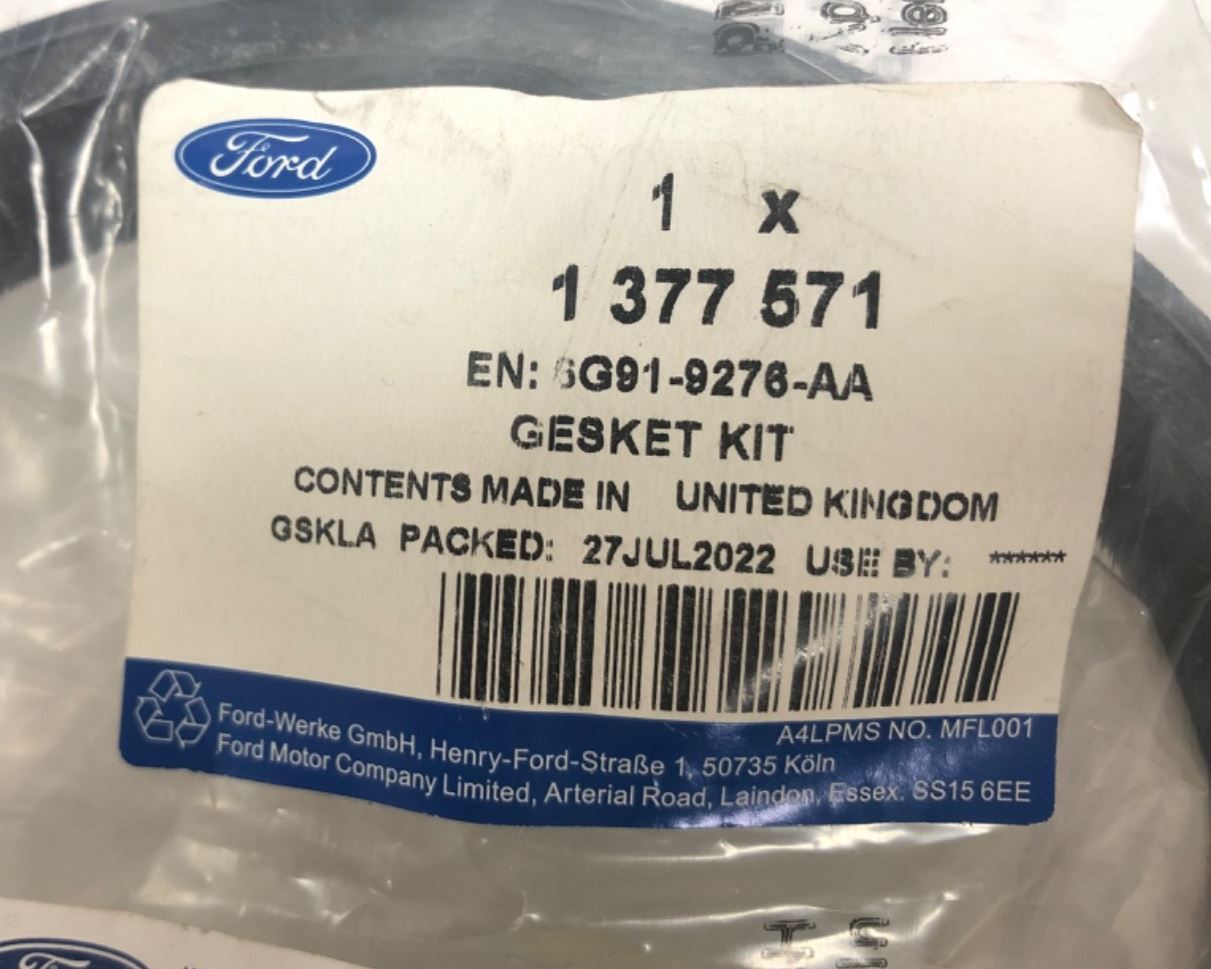 Ford
1 X
1 377 571
EN: 6G91-9276-AA
GESKET KIT
CONTENTS MADE IN UNITED KINGDOM
GSKLA PACKED: 27JUL2022 USE BY: ******
A4LPMS NO. MFL001
Ford-Werke GmbH, Henry-Ford-Straße 1, 50735 Köln
Ford Motor Company Limited, Arterial Road, Laindon, Essex. SS15 6EE